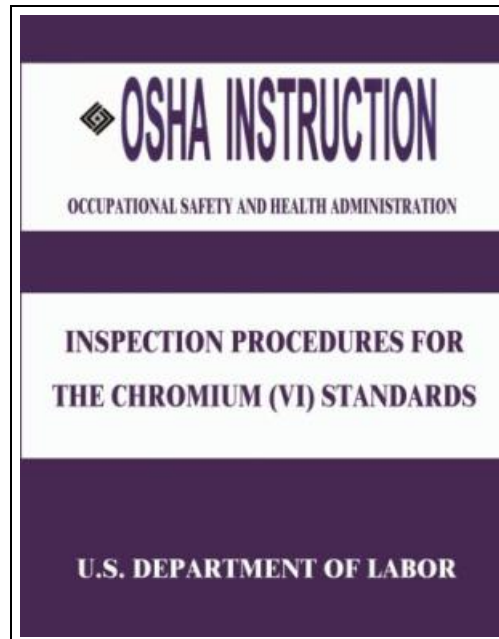 OSHA INSTRUCTION
OCCUPATIONAL SAFETY AND HEALTH ADMINISTRATION
INSPECTION PROCEDURES FOR
THE CHROMIUM (VI) STANDARDS
U.S. DEPARTMENT OF LABOR